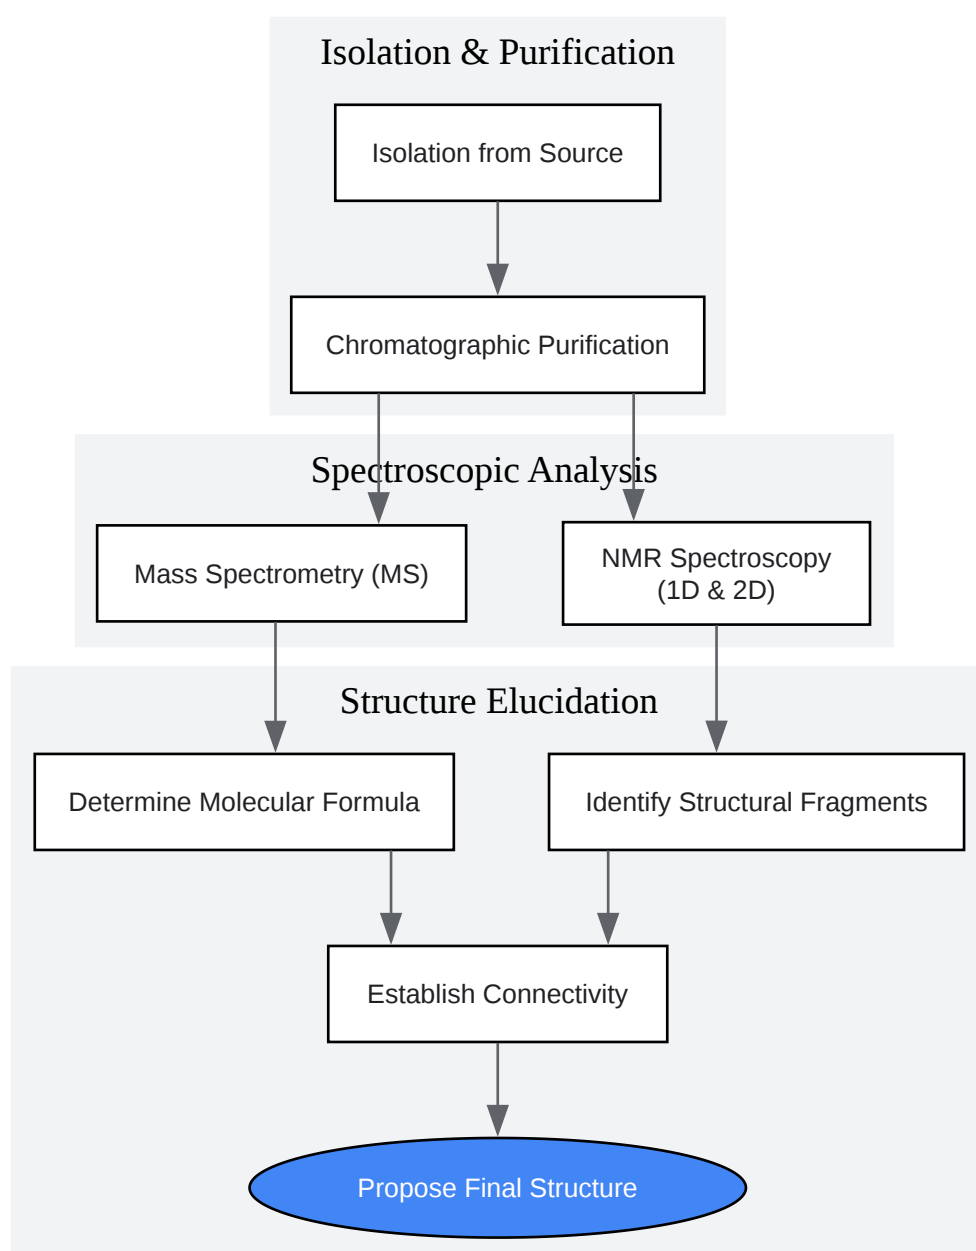 Isolation & Purification
Isolation from Source
Chromatographic Purification
Spectroscopic Analysis
Mass Spectrometry (MS)
NMR Spectroscopy
(1D & 2D)
Structure Elucidation
Determine Molecular Formula
Identify Structural Fragments
Establish Connectivity
Propose Final Structure